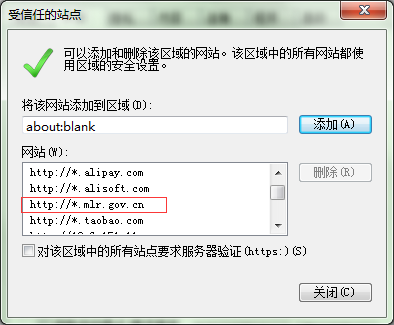 受信任的站点
可以添加和删除该区域的网站。该区域中的所有网站都使
用区域的安全设置。
将该网站添加到区域(D):
about:blank
添加(A)
网站(W):
http://*.alipay.com
http://*.alisoft.com
http://*.mlr.gov.cn
http://*.taobao.com
删除(R)
对该区域中的所有站点要求服务器验证(https:)(S)
关闭(C)